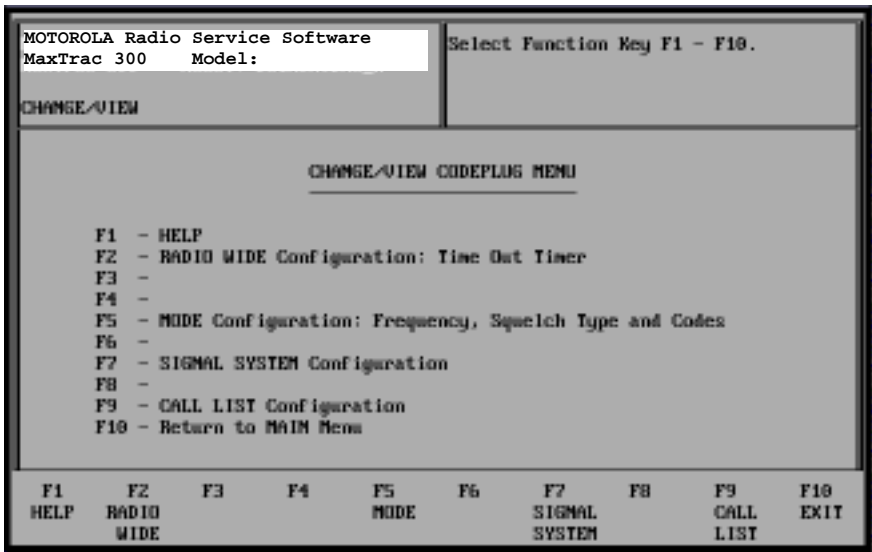 MOTOROLA Radio Service Software
MaxTrac 300 Model:
CHANGE/VIEW
Select Function Key F1 - F10.
CHANGE/VIEW CODEPLUG MENU
F1 - HELP
F2 - RADIO WIDE Configuration: Time Out Timer
F3 -
F4 -
F5 - MODE Configuration: Frequency, Squelch Type and Codes
F6 -
F7 - SIGNAL SYSTEM Configuration
F8 -
F9 - CALL LIST Configuration
F10 - Return to MAIN Menu
F1 F2 F3 F4 F5 F6 F7 F8 F9 F10
HELP RADIO MODE SIGNAL CALL EXIT
WIDE SYSTEM LIST